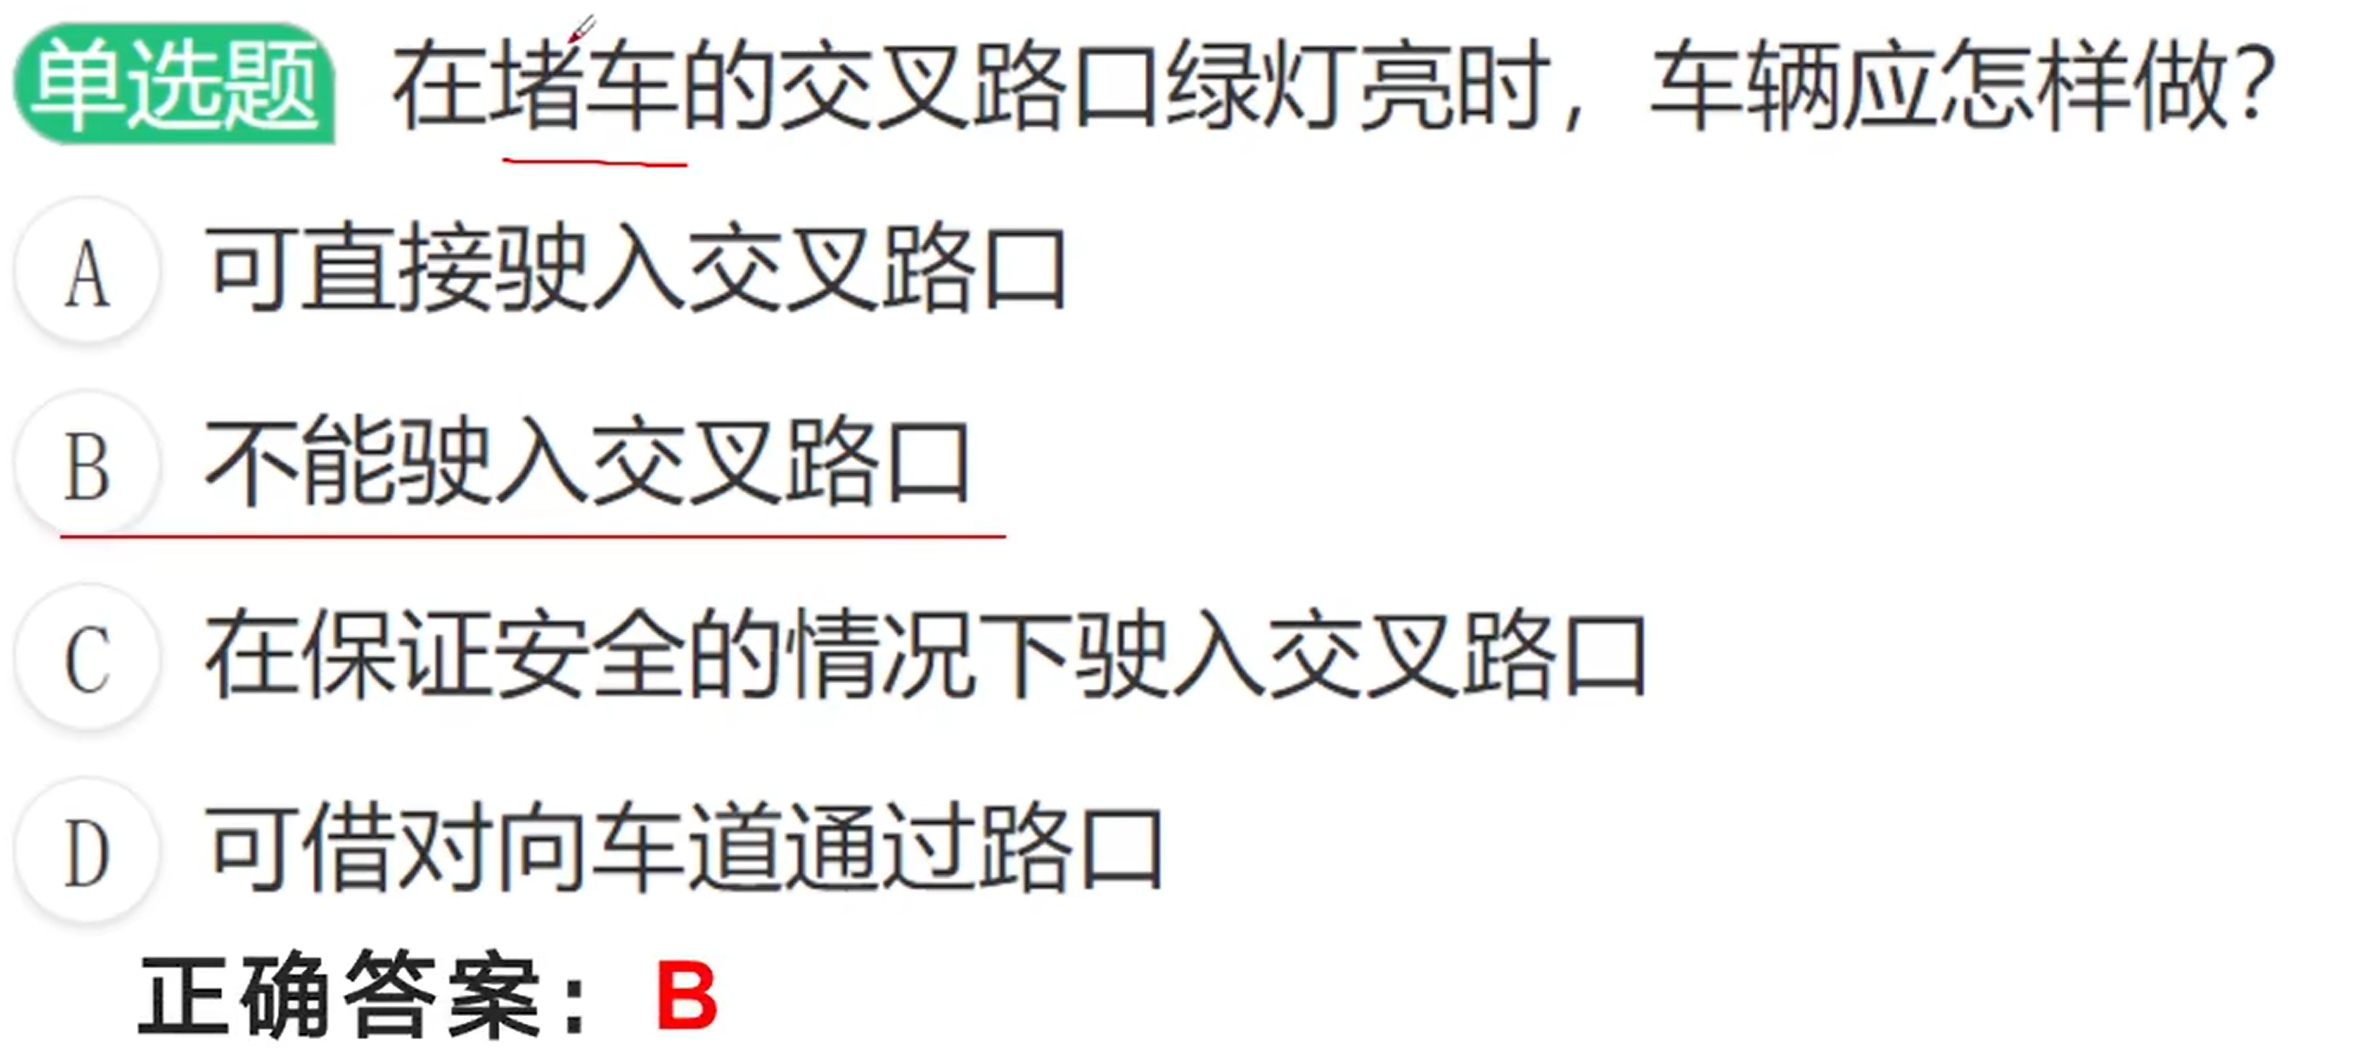 单选题 在堵车的交叉路口绿灯亮时，车辆应怎样做？
A 可直接驶入交叉路口
B 不能驶入交叉路口
C 在保证安全的情况下驶入交叉路口
D 可借对向车道通过路口
正确答案：B